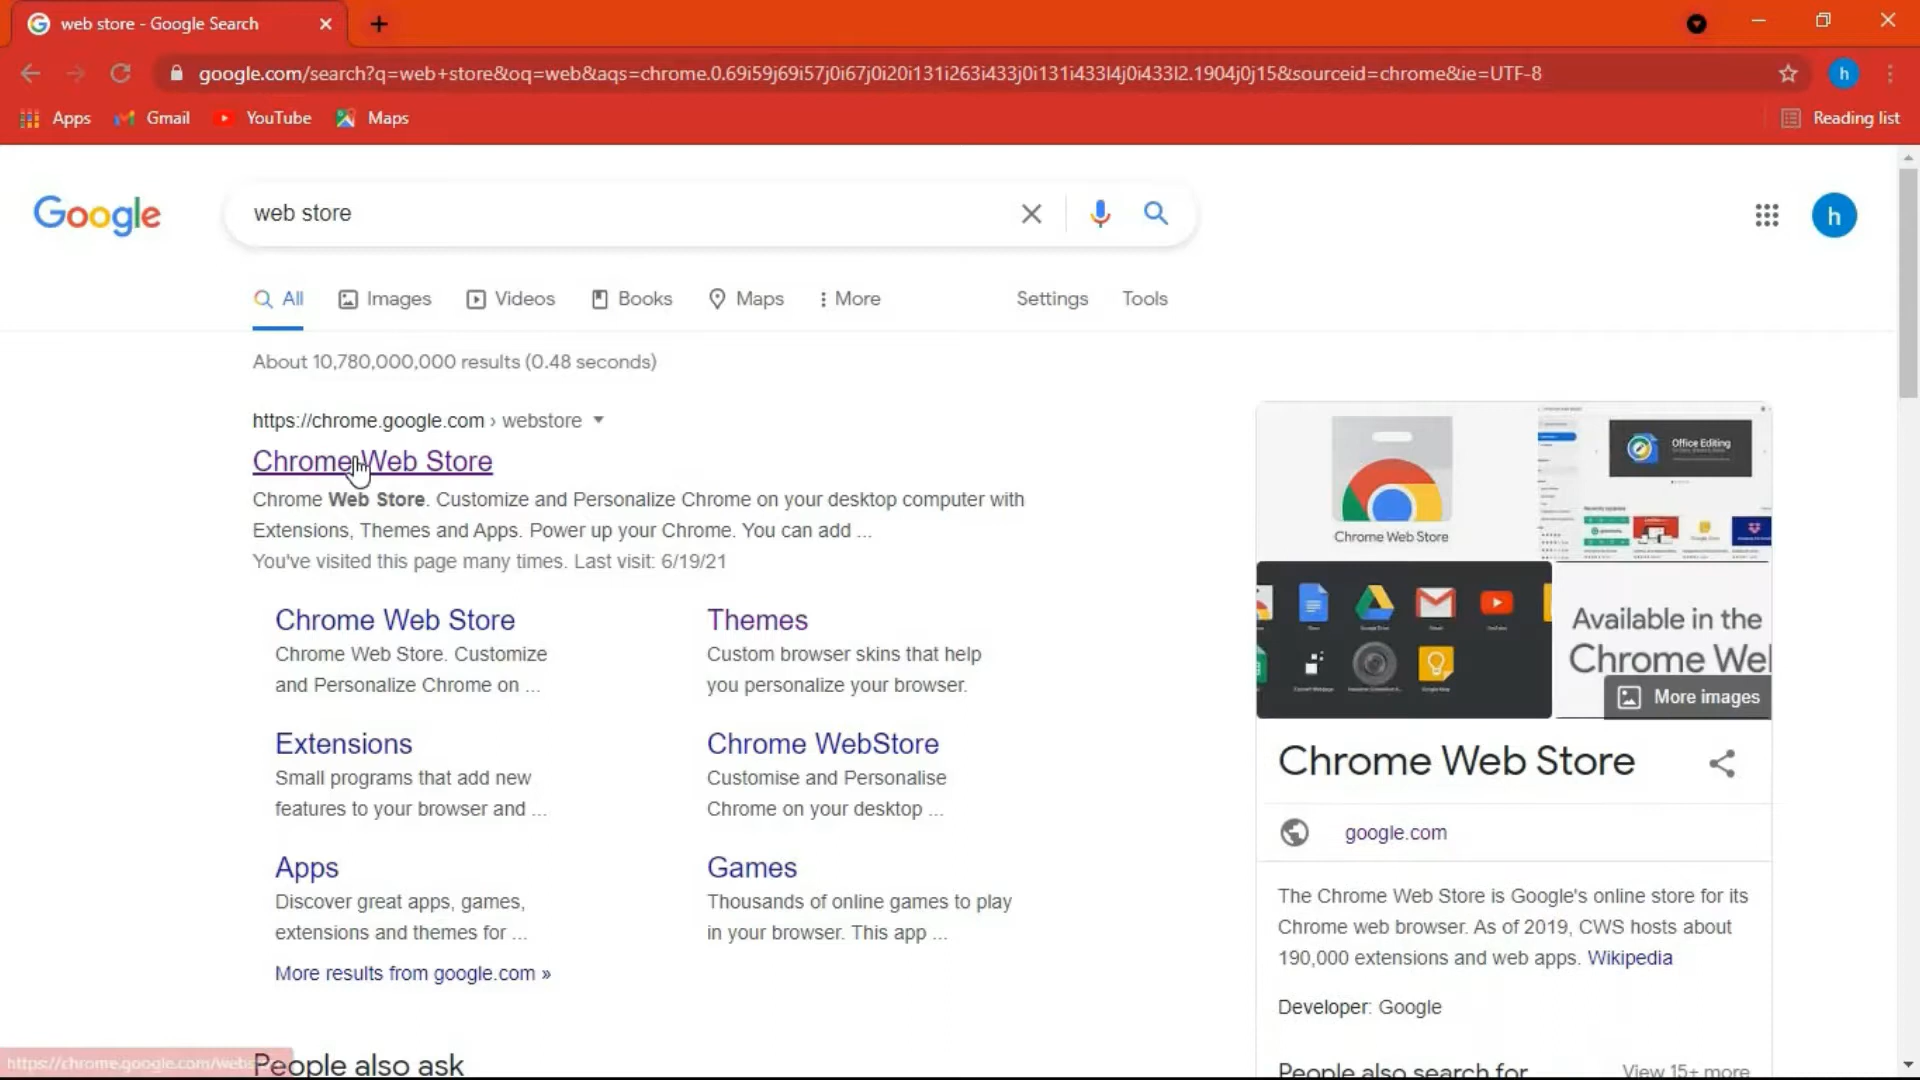 web store - Google Search
google.com/search?q=web+store&oq=web&aqs=chrome.0.69i59j69i57j0i67j0i20i131i263i433j0i131i433l4j0i433l2.1904j0j15&sourceid=chrome&ie=UTF-8
h
Apps Gmail YouTube Maps Reading list
Google
web store
h
All Images Videos Books Maps More Settings Tools
About 10,780,000,000 results (0.48 seconds)
https://chrome.google.com › webstore
Chrome Web Store
Chrome Web Store. Customize and Personalize Chrome on your desktop computer with
Extensions, Themes and Apps. Power up your Chrome. You can add ...
You've visited this page many times. Last visit: 6/19/21
Chrome Web Store
Chrome Web Store. Customize
and Personalize Chrome on ...
Themes
Custom browser skins that help
you personalize your browser.
Extensions
Small programs that add new
features to your browser and ...
Chrome WebStore
Customise and Personalise
Chrome on your desktop ...
Apps
Discover great apps, games,
extensions and themes for ...
Games
Thousands of online games to play
in your browser. This app ...
More results from google.com »
People also ask
https://chrome.google.com/webs
Chrome Web Store
Office Editing
Available in the
Chrome We
More images
Chrome Web Store
google.com
The Chrome Web Store is Google's online store for its
Chrome web browser. As of 2019, CWS hosts about
190,000 extensions and web apps. Wikipedia
Developer: Google
People also search for
View 15+ more